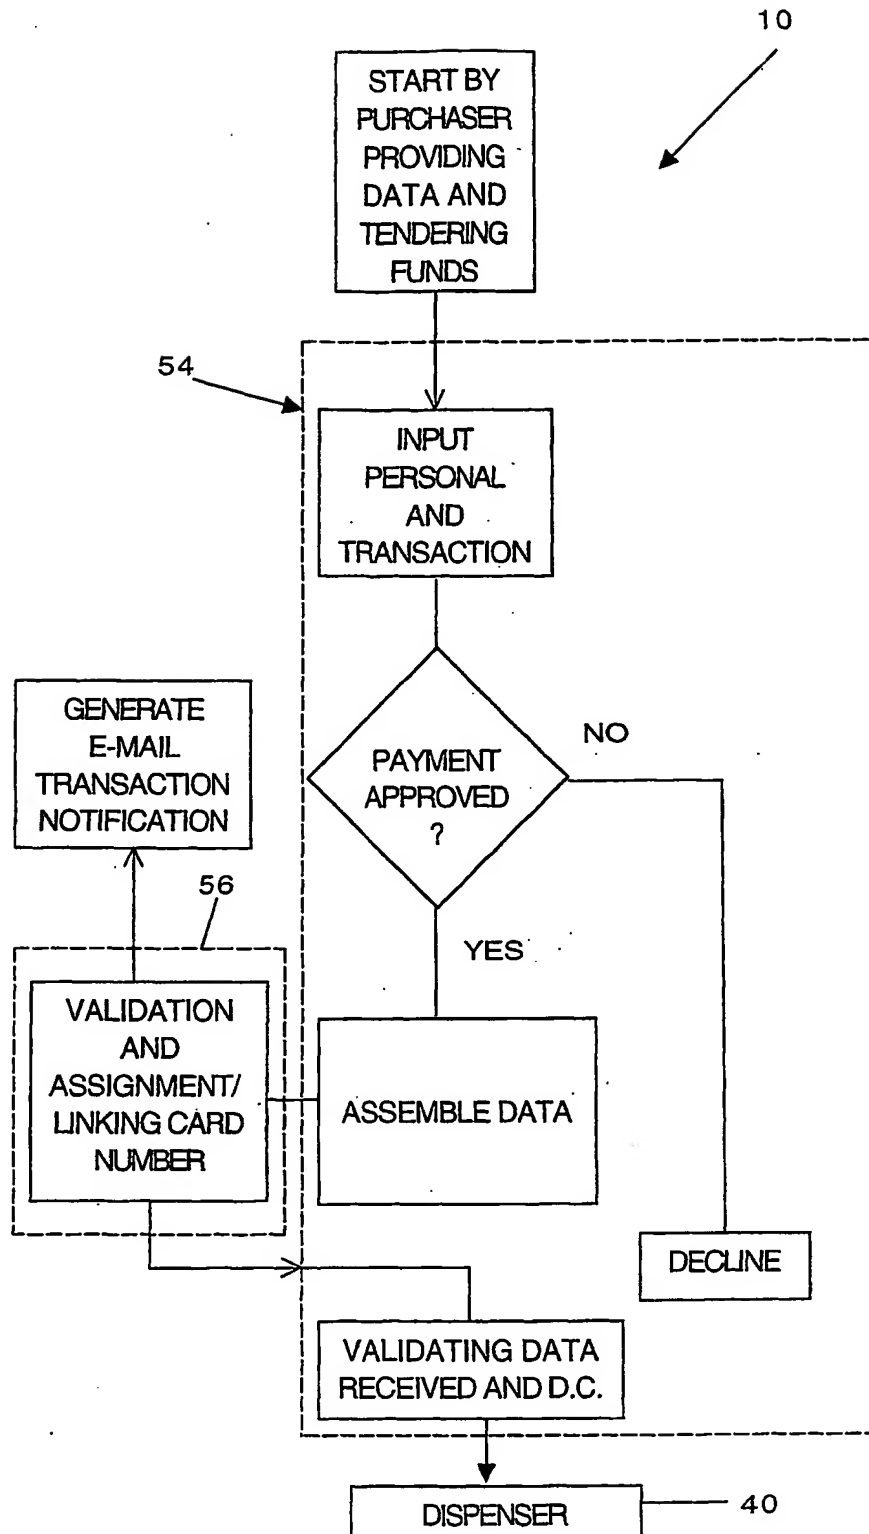 10
START BY
PURCHASER
PROVIDING
DATA AND
TENDERING
FUNDS
54
INPUT
PERSONAL
AND
TRANSACTION
GENERATE
E-MAIL
TRANSACTION
NOTIFICATION
PAYMENT
APPROVED
?
NO
56
YES
VALIDATION
AND
ASSIGNMENT/
LINKING CARD
NUMBER
ASSEMBLE DATA
DECLINE
VALIDATING DATA
RECEIVED AND D.C.
DISPENSER
40